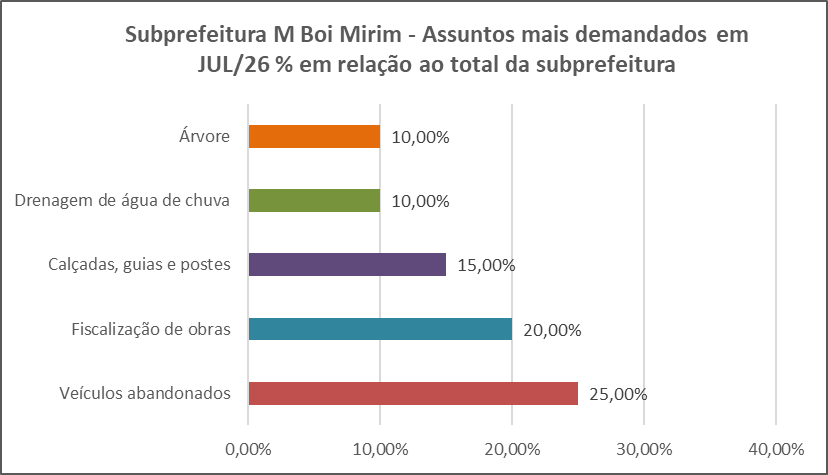 Subprefeitura M Boi Mirim - Assuntos mais demandados em
JUL/26 % em relação ao total da subprefeitura
Árvore 10,00%
Drenagem de água de chuva 10,00%
Calçadas, guias e postes 15,00%
Fiscalização de obras 20,00%
Veículos abandonados 25,00%
0,00% 10,00% 20,00% 30,00% 40,00%